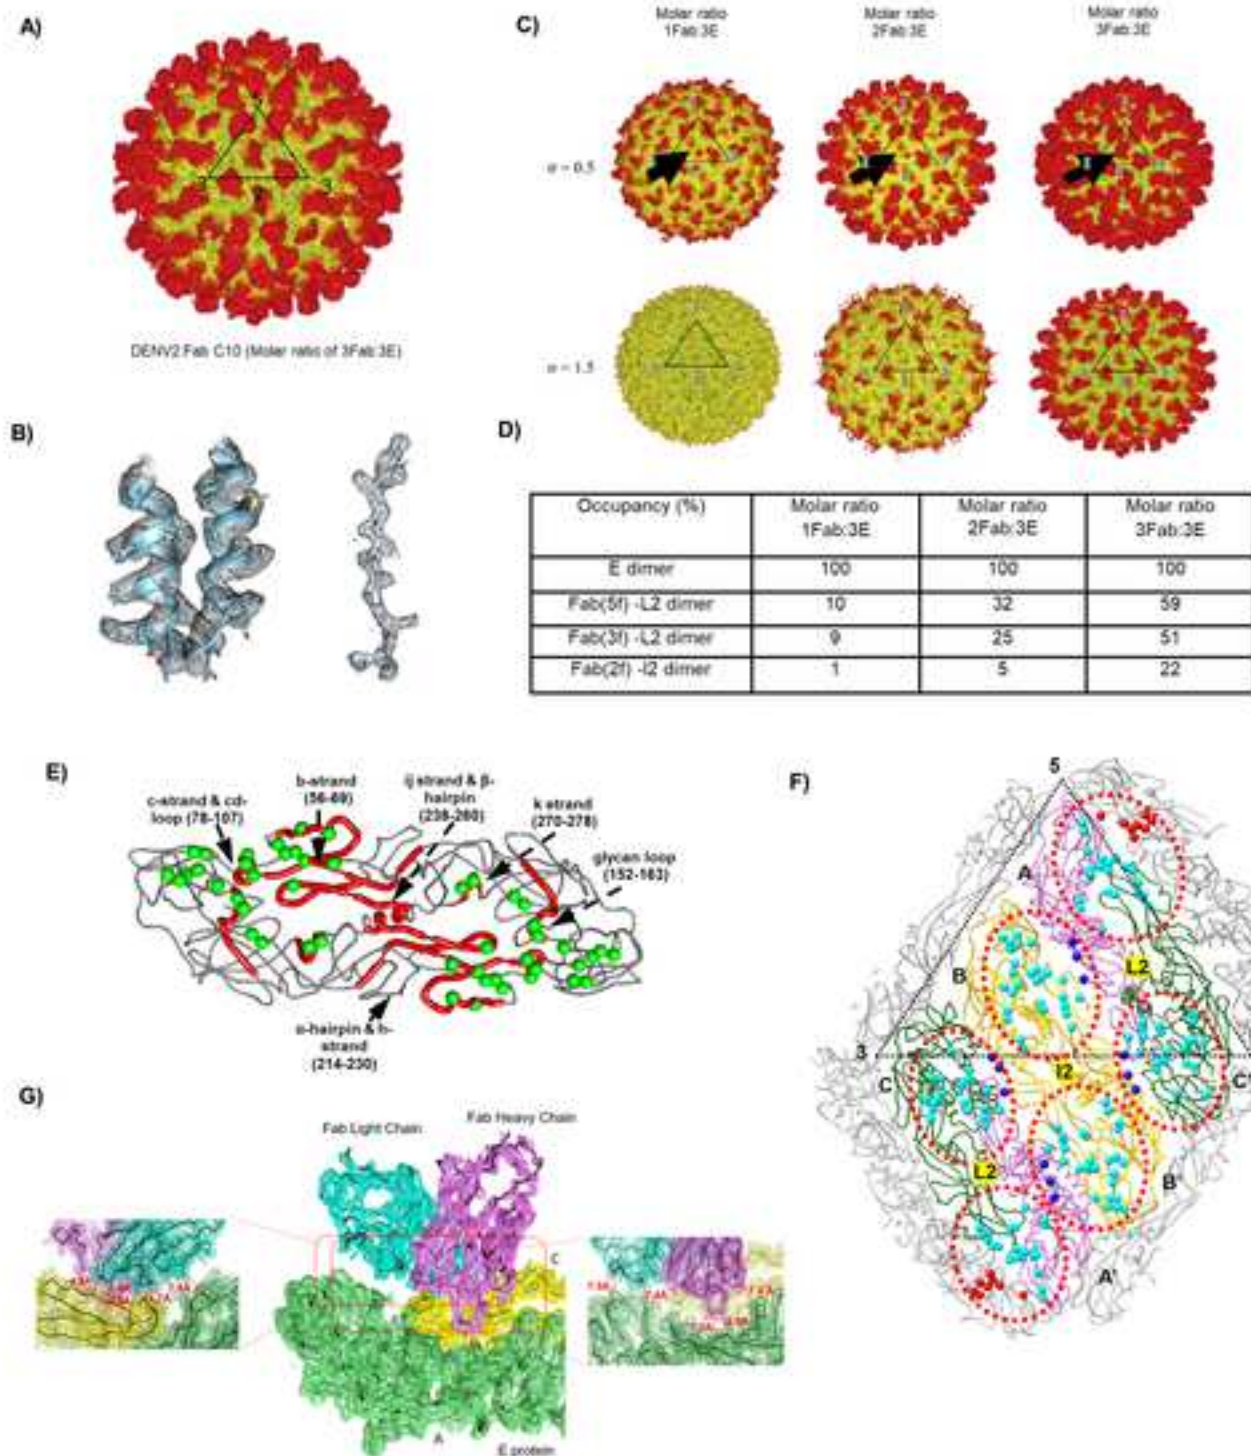 A)
DENV2:Fab C10 (Molar ratio of 3Fab:3E)
B)
C)
Molar ratio
1Fab:3E
Molar ratio
2Fab:3E
Molar ratio
3Fab:3E
σ = 0.5
σ = 1.5
D)
Occupancy (%)
Molar ratio
1Fab:3E
Molar ratio
2Fab:3E
Molar ratio
3Fab:3E
E dimer 100 100 100
Fab(5f) -L2 dimer 10 32 59
Fab(3f) -L2 dimer 9 25 51
Fab(2f) -I2 dimer 1 5 22
E)
c-strand & cd-
loop (78-107)
b-strand
(56-69)
ij strand & β-
hairpin
(238-260)
k strand
(270-278)
glycan loop
(152-163)
α-hairpin & h-
strand
(214-230)
F)
5
A
B
L2
3
I2
C
C'
L2
B'
A'
G)
Fab Light Chain
Fab Heavy Chain
C
A
E protein